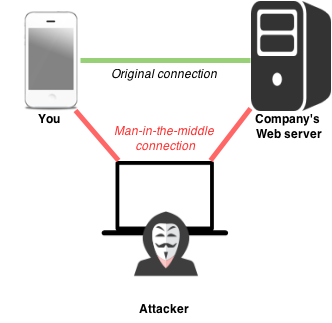 Original connection
You
Company's
Web server
Man-in-the-middle
connection
Attacker